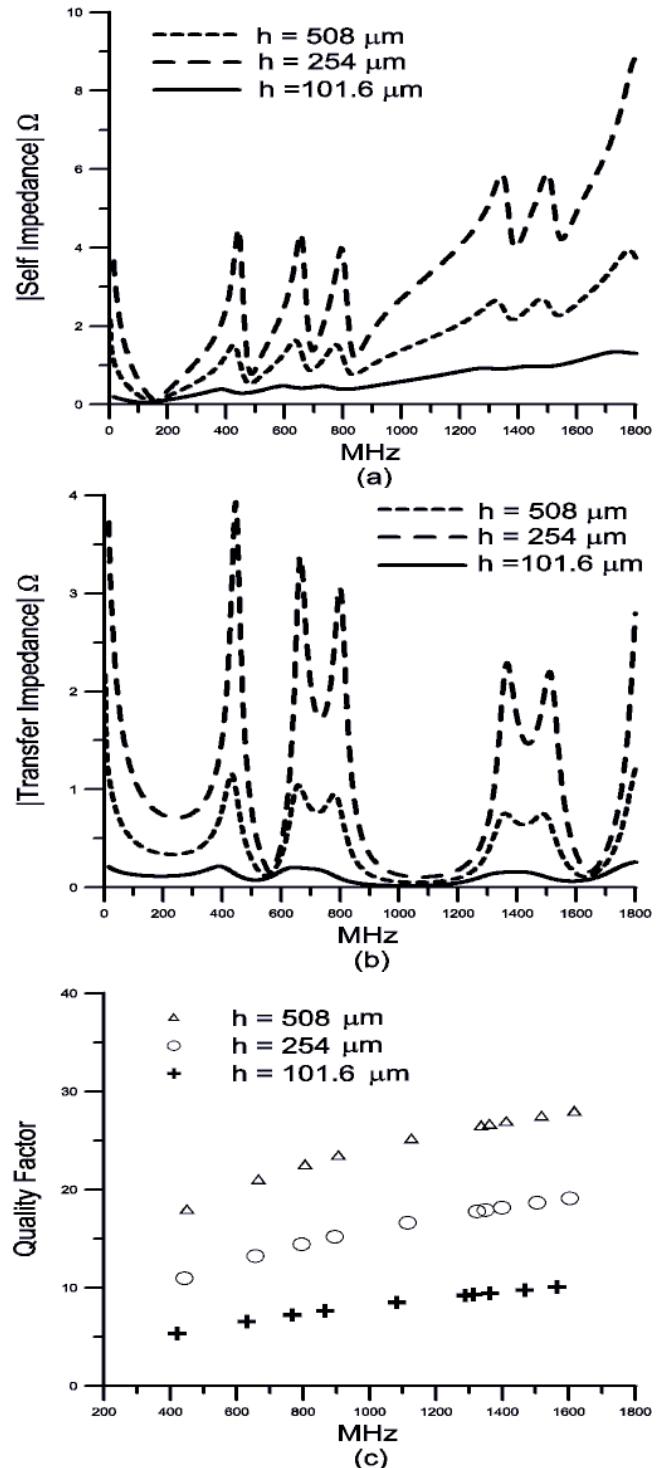 10
8
6
4
2
0
|Self Impedance| Ω
h = 508 μm
h = 254 μm
h =101.6 μm
0 200 400 600 800 1000 1200 1400 1600 1800
MHz
(a)
4
3
2
1
0
|Transfer Impedance| Ω
h = 508 μm
h = 254 μm
h =101.6 μm
0 200 400 600 800 1000 1200 1400 1600 1800
MHz
(b)
40
30
20
10
0
Quality Factor
h = 508 μm
h = 254 μm
h = 101.6 μm
200 400 600 800 1000 1200 1400 1600 1800
MHz
(c)